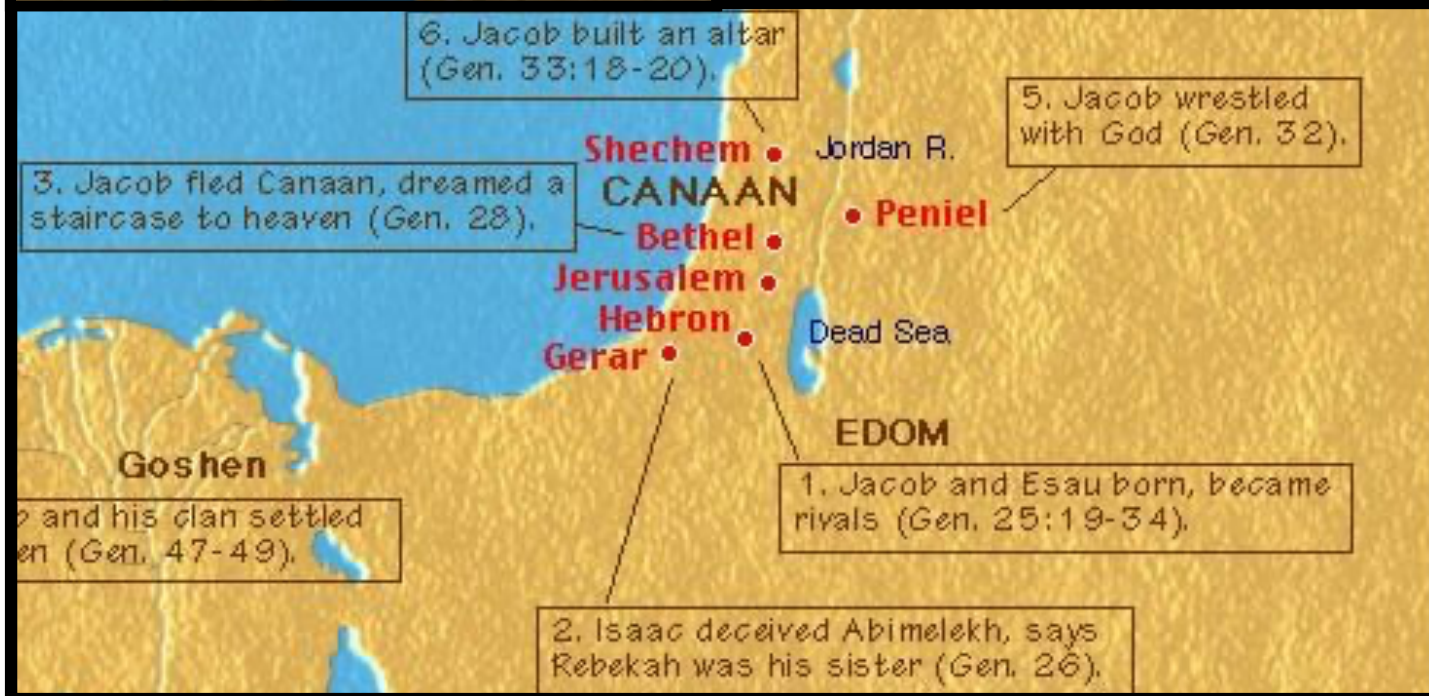 6. Jacob built an altar
(Gen. 33:18-20).
5. Jacob wrestled
with God (Gen. 32).
Shechem
Jordan R.
3. Jacob fled Canaan, dreamed a
staircase to heaven (Gen. 28).
CANAAN
Peniel
Bethel
Jerusalem
Hebron
Dead Sea
Gerar
EDOM
Goshen
1. Jacob and Esau born, became
rivals (Gen. 25:19-34).
and his clan settled
(Gen. 47-49).
2. Isaac deceived Abimelekh, says
Rebekah was his sister (Gen. 26).